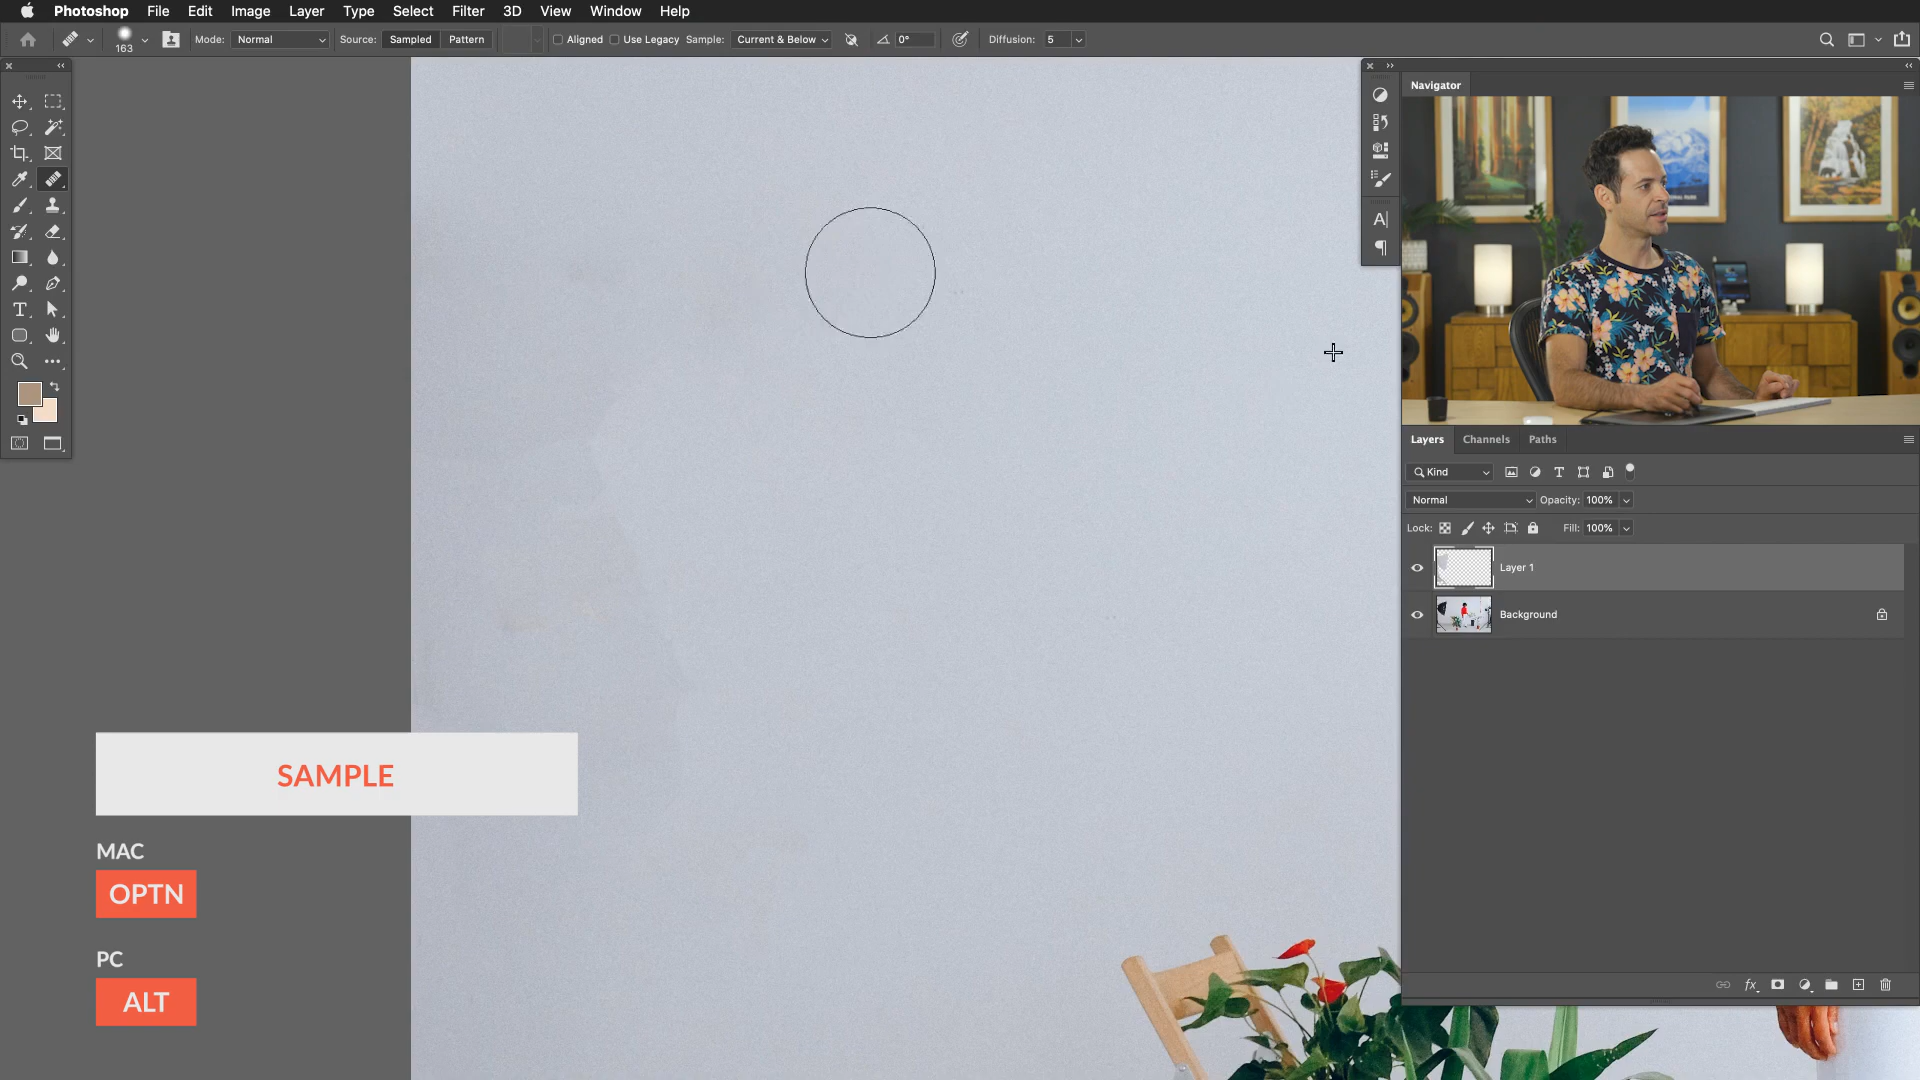 Photoshop File Edit Image Layer Type Select Filter 3D View Window Help
163 Mode: Normal Source: Sampled Pattern Aligned Use Legacy Sample: Current & Below 0° Diffusion: 5
Navigator
Layers Channels Paths
Kind
Normal Opacity: 100%
Lock: Fill: 100%
Layer 1
Background
SAMPLE
MAC
OPTN
PC
ALT